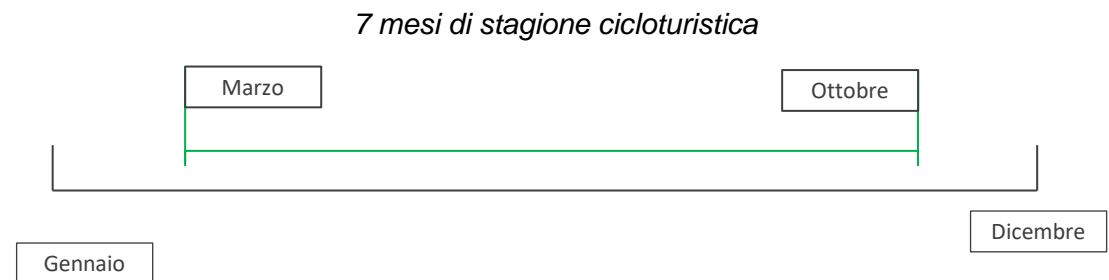 7 mesi di stagione cicloturistica
Marzo
Ottobre
Dicembre
Gennaio